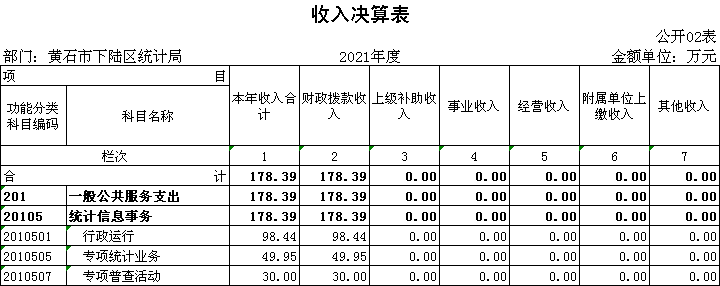 收入决算表
公开02表
部门：黄石市下陆区统计局 2021年度 金额单位：万元
项 目 本年收入合计 财政拨款收入 上级补助收入 事业收入 经营收入 附属单位上缴收入 其他收入
功能分类科目编码 科目名称
栏次 1 2 3 4 5 6 7
合 计 178.39 178.39 0.00 0.00 0.00 0.00 0.00
201 一般公共服务支出 178.39 178.39 0.00 0.00 0.00 0.00 0.00
20105 统计信息事务 178.39 178.39 0.00 0.00 0.00 0.00 0.00
2010501 行政运行 98.44 98.44 0.00 0.00 0.00 0.00 0.00
2010505 专项统计业务 49.95 49.95 0.00 0.00 0.00 0.00 0.00
2010507 专项普查活动 30.00 30.00 0.00 0.00 0.00 0.00 0.00